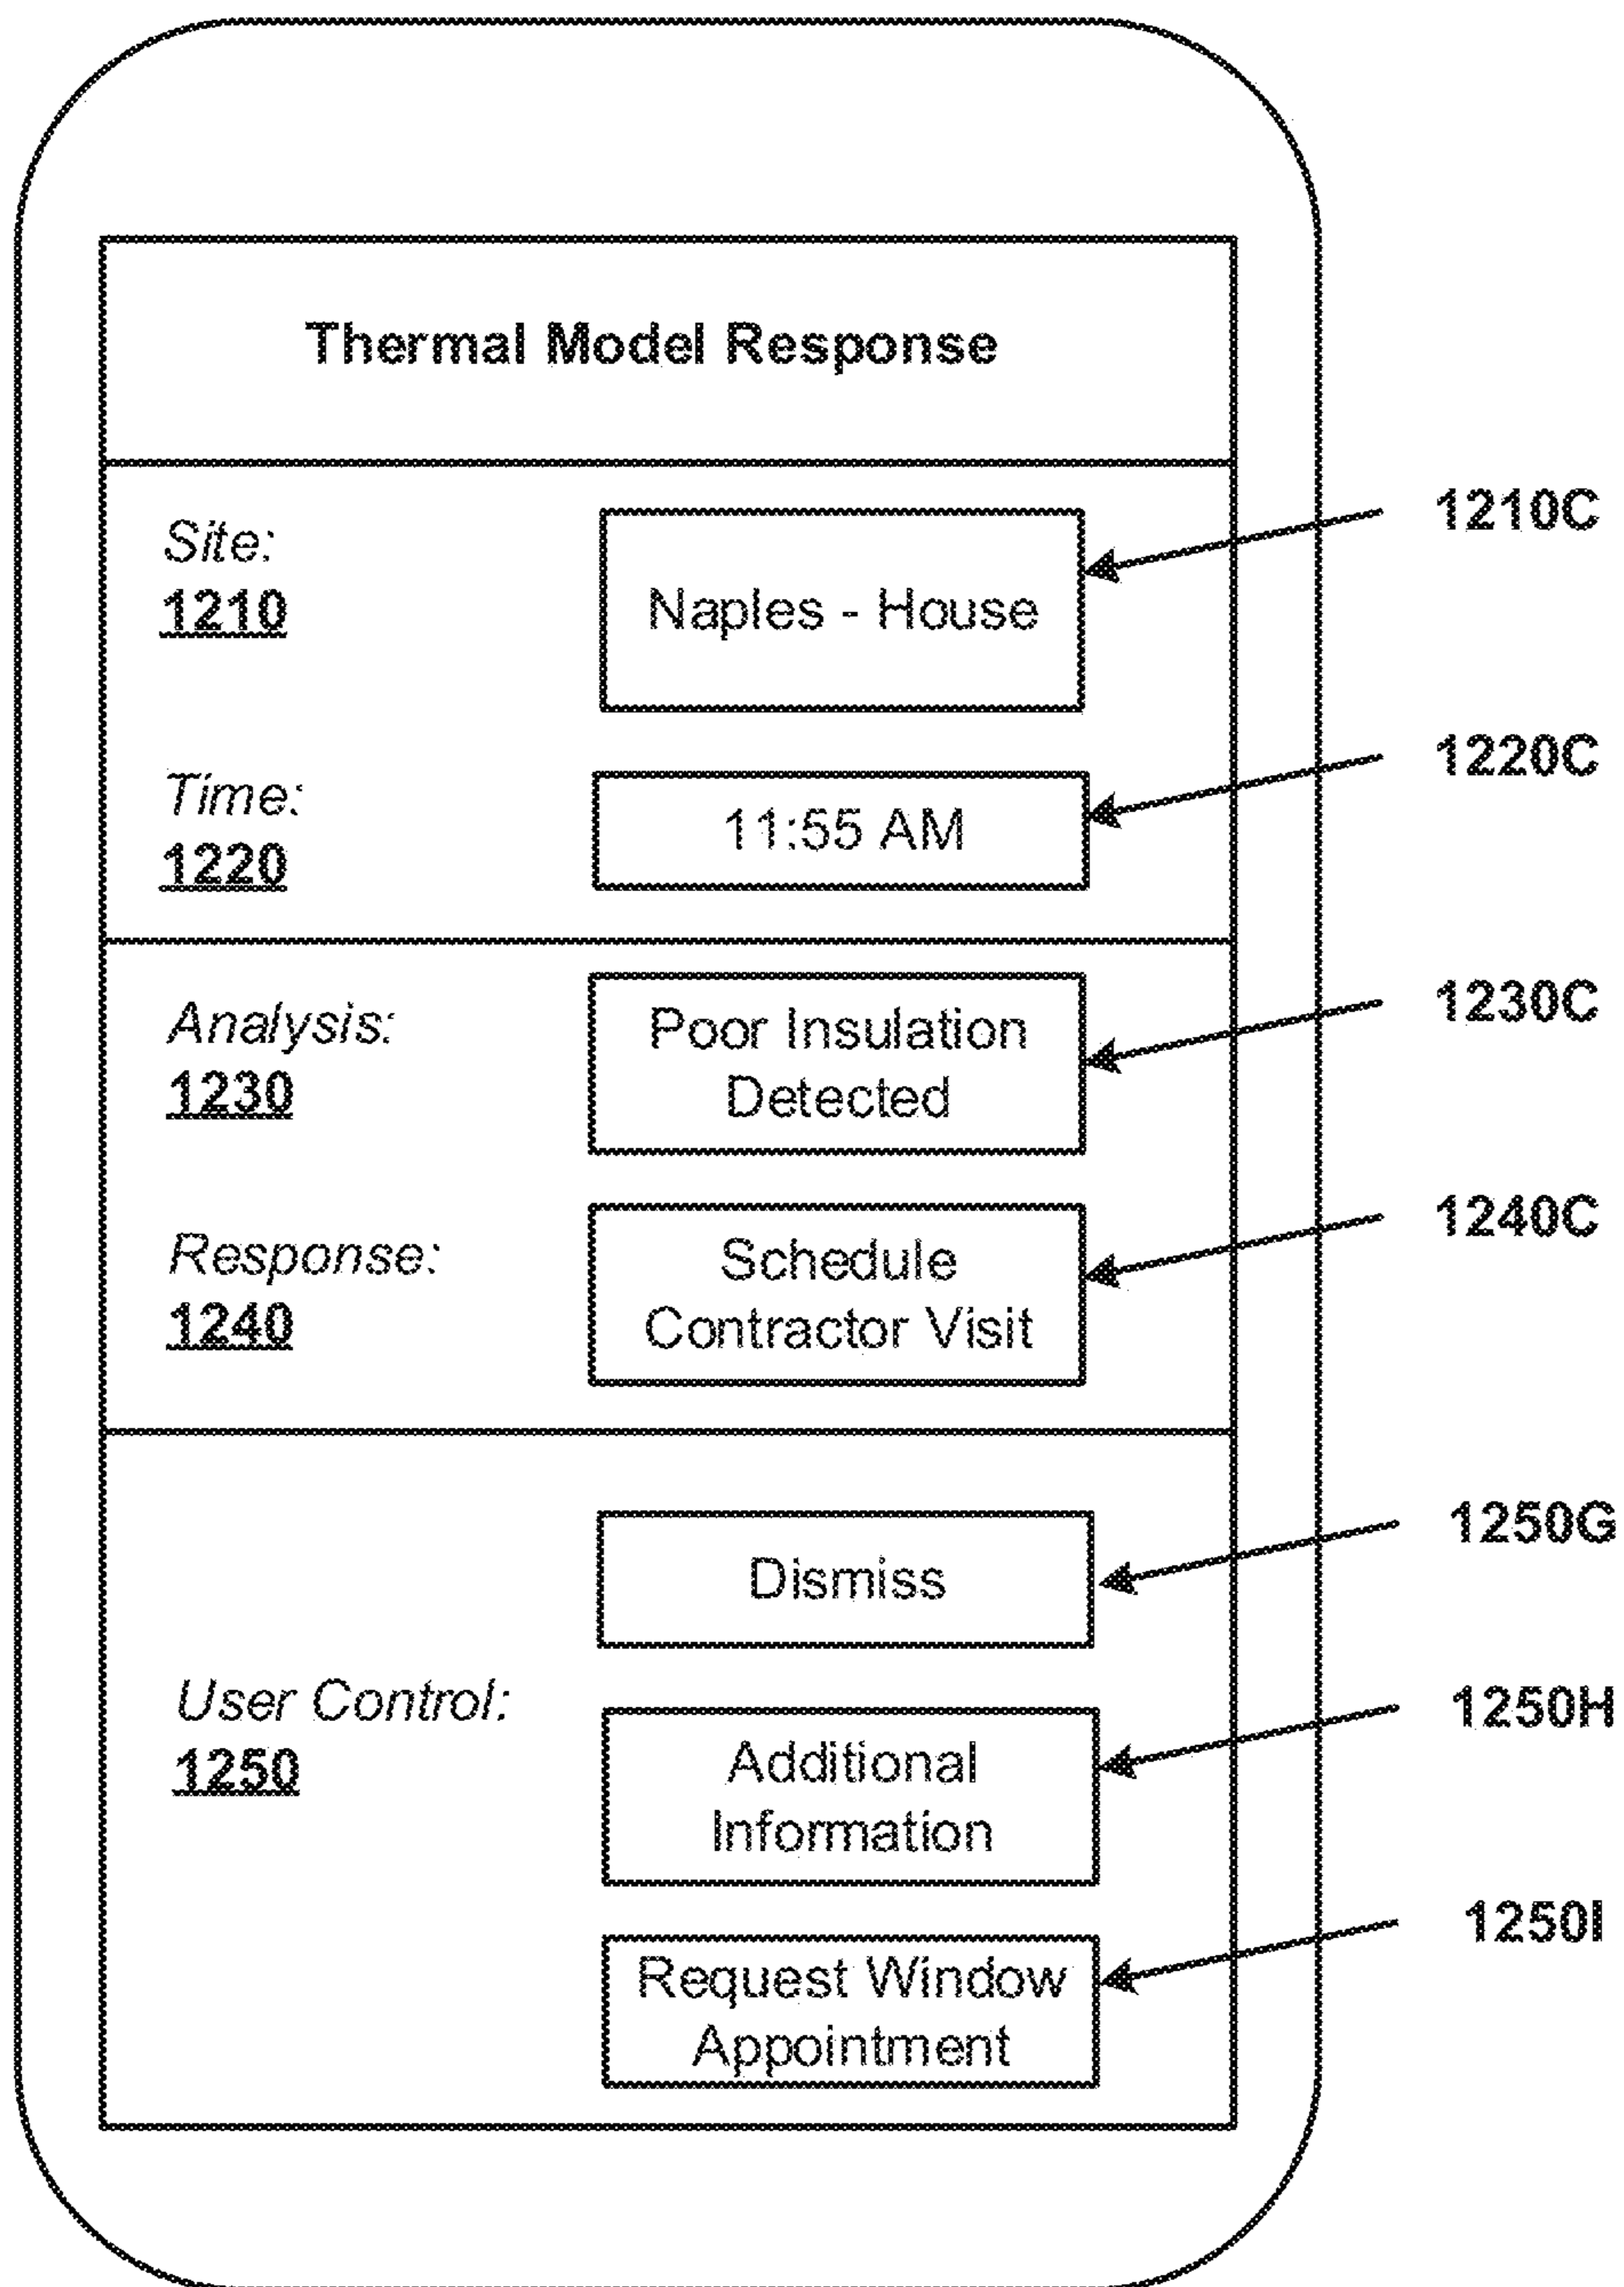 Thermal Model Response
Site:
1210
Naples - House
1210C
Time:
1220
11:55 AM
1220C
Analysis:
1230
Poor Insulation
Detected
1230C
Response:
1240
Schedule
Contractor Visit
1240C
User Control:
1250
Dismiss
1250G
Additional
Information
1250H
Request Window
Appointment
1250I